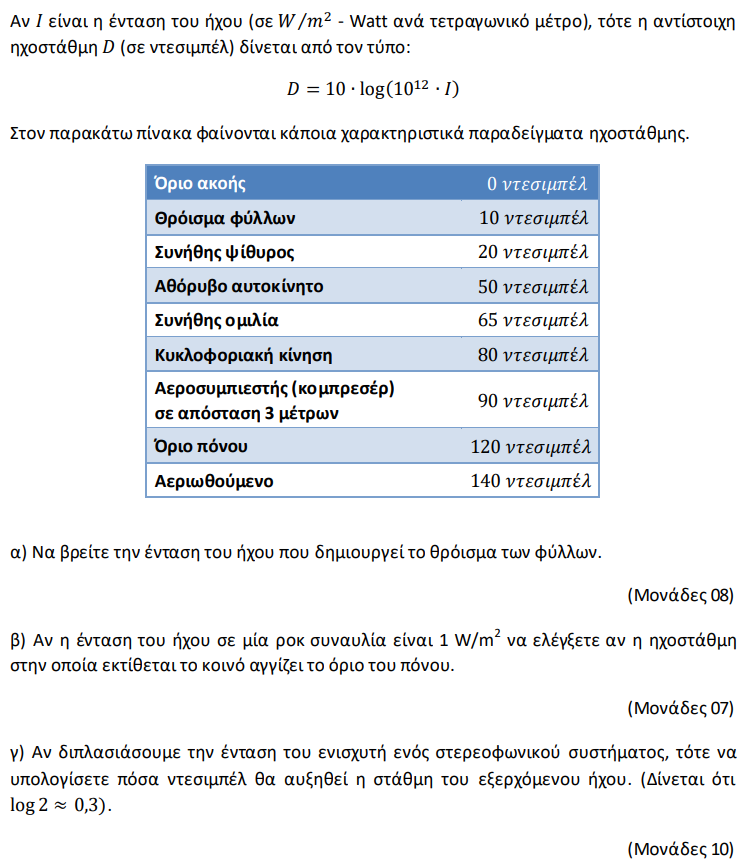 Αν I είναι η ένταση του ήχου (σε W/m² - Watt ανά τετραγωνικό μέτρο), τότε η αντίστοιχη
ηχοστάθμη D (σε ντεσιμπέλ) δίνεται από τον τύπο:
D = 10 · log(10¹² · I)
Στον παρακάτω πίνακα φαίνονται κάποια χαρακτηριστικά παραδείγματα ηχοστάθμης.
Όριο ακοής 0 ντεσιμπέλ
Θρόισμα φύλλων 10 ντεσιμπέλ
Συνήθης ψίθυρος 20 ντεσιμπέλ
Αθόρυβο αυτοκίνητο 50 ντεσιμπέλ
Συνήθης ομιλία 65 ντεσιμπέλ
Κυκλοφοριακή κίνηση 80 ντεσιμπέλ
Αεροσυμπιεστής (κομπρεσέρ)
σε απόσταση 3 μέτρων 90 ντεσιμπέλ
Όριο πόνου 120 ντεσιμπέλ
Αεριωθούμενο 140 ντεσιμπέλ
α) Να βρείτε την ένταση του ήχου που δημιουργεί το θρόισμα των φύλλων.
(Μονάδες 08)
β) Αν η ένταση του ήχου σε μία ροκ συναυλία είναι 1 W/m² να ελέγξετε αν η ηχοστάθμη
στην οποία εκτίθεται το κοινό αγγίζει το όριο του πόνου.
(Μονάδες 07)
γ) Αν διπλασιάσουμε την ένταση του ενισχυτή ενός στερεοφωνικού συστήματος, τότε να
υπολογίσετε πόσα ντεσιμπέλ θα αυξηθεί η στάθμη του εξερχόμενου ήχου. (Δίνεται ότι
log 2 ≈ 0,3).
(Μονάδες 10)